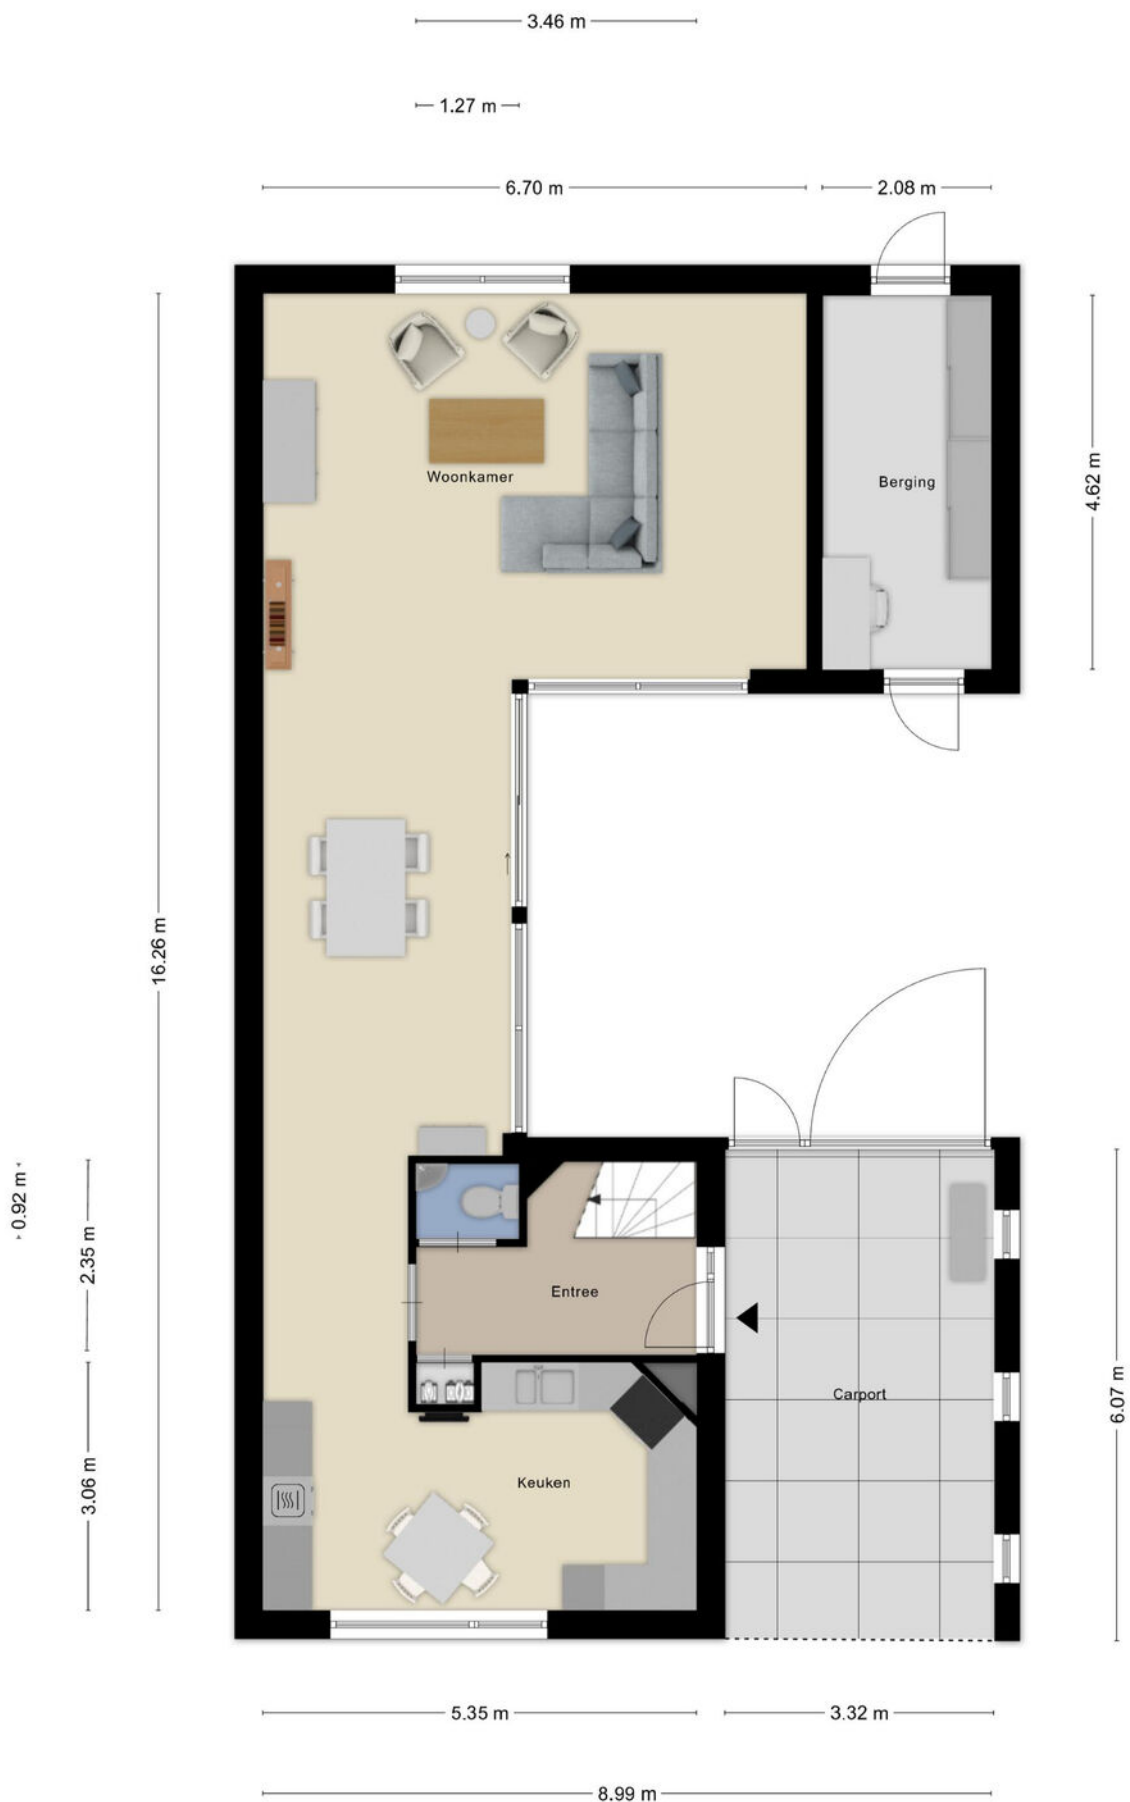 3.46 m
1.27 m
6.70 m
2.08 m
Woonkamer
Berging
4.62 m
16.26 m
0.92 m
2.35 m
Entree
Carport
6.07 m
3.06 m
Keuken
5.35 m
3.32 m
8.99 m